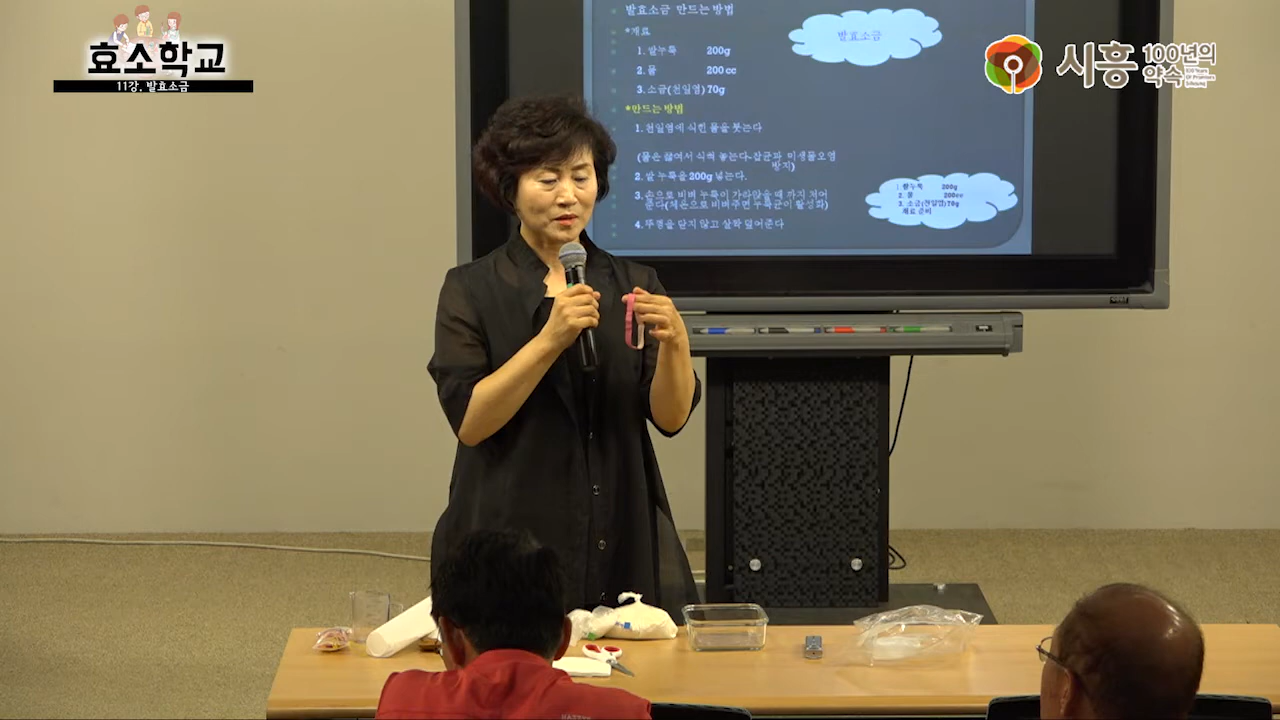 효소학교
11강. 발효소금
시흥
100년의
약속
발효소금 만드는 방법
*재료
1. 쌀누룩 200g
2. 물 200cc
3. 소금(천일염) 70g
*만드는 방법
1. 천일염에 식힌 물을 붓는다
(물은 끓여서 식혀 놓는다~잡균과 미생물오염
방지)
2. 쌀 누룩을 200g 넣는다.
3. 손으로 비벼 누룩이 가라앉을 때 까지 저어
준다(체온으로 비벼주면 누룩균이 활성화)
4. 뚜껑을 닫지 않고 살짝 덮어준다
발효소금
1. 쌀누룩 200g
2. 물 200cc
3. 소금(천일염) 70g
재료 준비